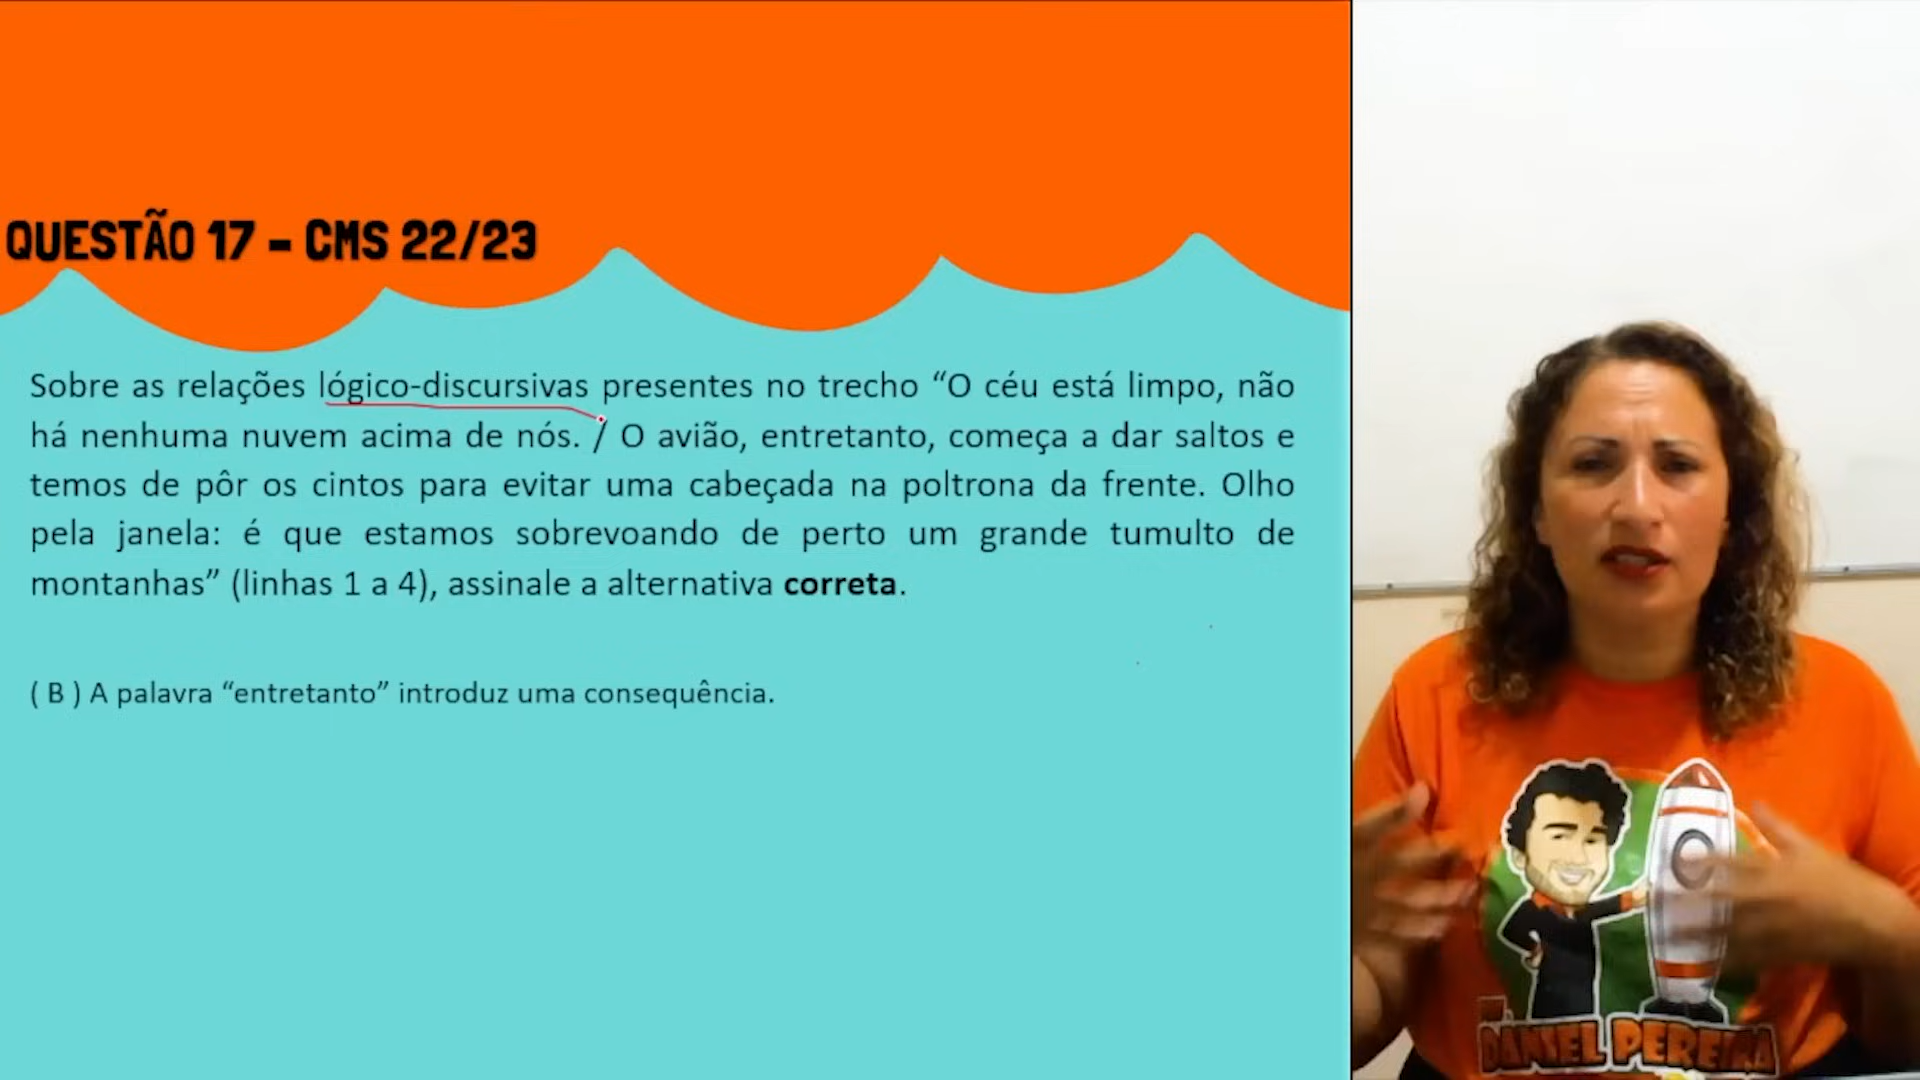 QUESTÃO 17 - CMS 22/23
Sobre as relações lógico-discursivas presentes no trecho “O céu está limpo, não
há nenhuma nuvem acima de nós. / O avião, entretanto, começa a dar saltos e
temos de pôr os cintos para evitar uma cabeçada na poltrona da frente. Olho
pela janela: é que estamos sobrevoando de perto um grande tumulto de
montanhas” (linhas 1 a 4), assinale a alternativa correta.
( B ) A palavra “entretanto” introduz uma consequência.
DANIEL PEREIRA